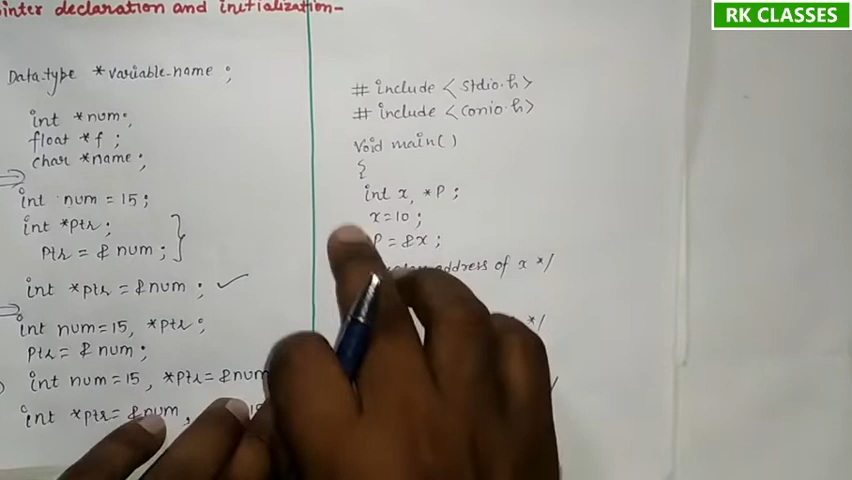 RK CLASSES
inter declaration and initialization-
Data-type *variable-name ;
int *num;
float *f ;
char *name ;
int num = 15 ;
int *ptr ;
ptr = & num ;
int *ptr = &num ;
int num=15, *ptr ;
ptr = & num ;
int num=15, *ptr=&num
int *ptr= &num,
# include <stdio.h>
# include <conio.h>
void main( )
{
int x, *P ;
x=10 ;
P = &x ;
address of x */
*/